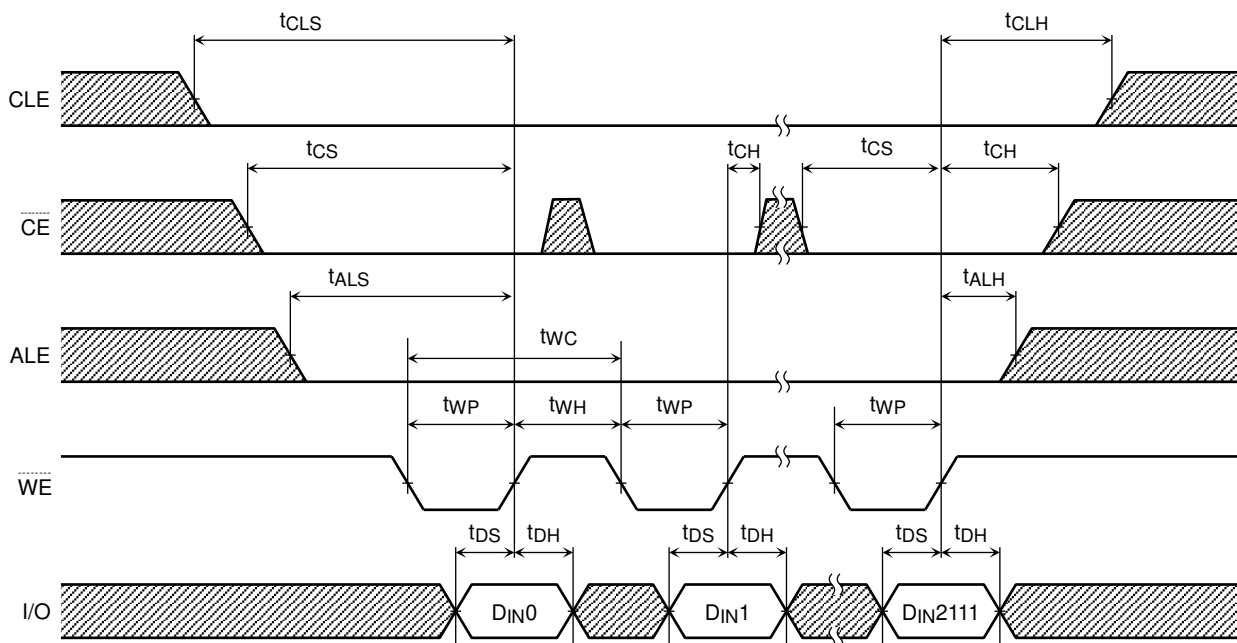 tCLS tCLH
CLE
tCS tCH tCS tCH
CE
tALS tALH
ALE
tWC
tWP tWH tWP tWP
WE
tDS tDH tDS tDH tDS tDH
I/O DIN0 DIN1 DIN2111